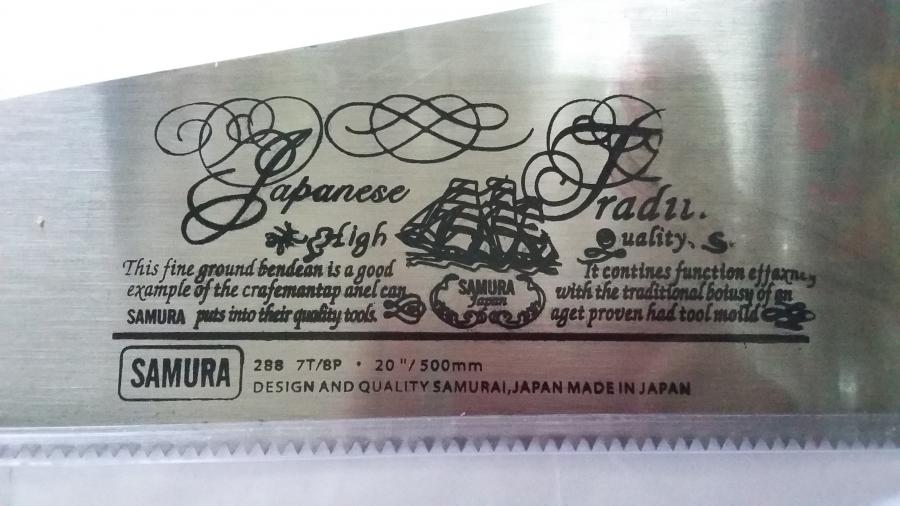 Japanese Tradu.
High Quality. S.
This fine ground bendean is a good
example of the crafemantap anel can
SAMURA puts into their quality tools.
SAMURA
Japan
It contines function effaxney
with the traditional boiusy of an
aget proven had tool moild
SAMURA
288 7T/8P • 20"/500mm
DESIGN AND QUALITY SAMURAI,JAPAN MADE IN JAPAN